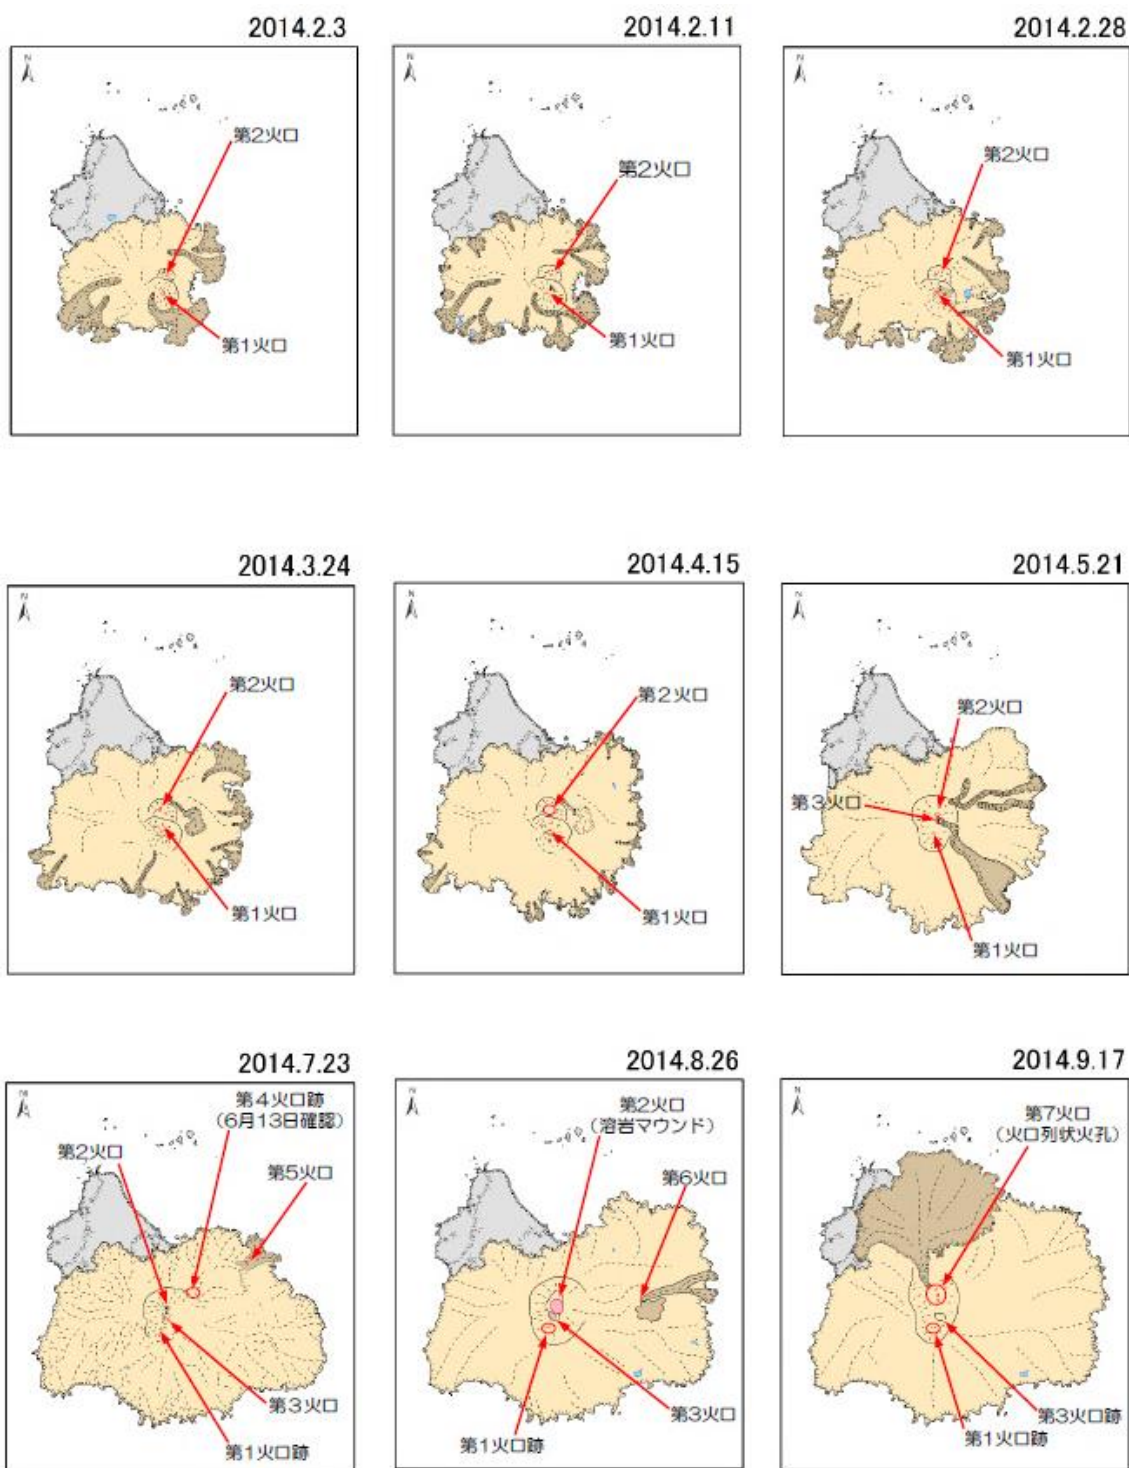 2014.2.3
N
第2火口
第1火口
2014.2.11
N
第2火口
第1火口
2014.2.28
N
第2火口
第1火口
2014.3.24
N
第2火口
第1火口
2014.4.15
N
第2火口
第1火口
2014.5.21
N
第2火口
第3火口
第1火口
2014.7.23
N
第4火口跡
(6月13日確認)
第2火口
第5火口
第3火口
第1火口跡
2014.8.26
N
第2火口
(溶岩マウンド)
第6火口
第3火口
第1火口跡
2014.9.17
N
第7火口
(火口列状火孔)
第3火口跡
第1火口跡